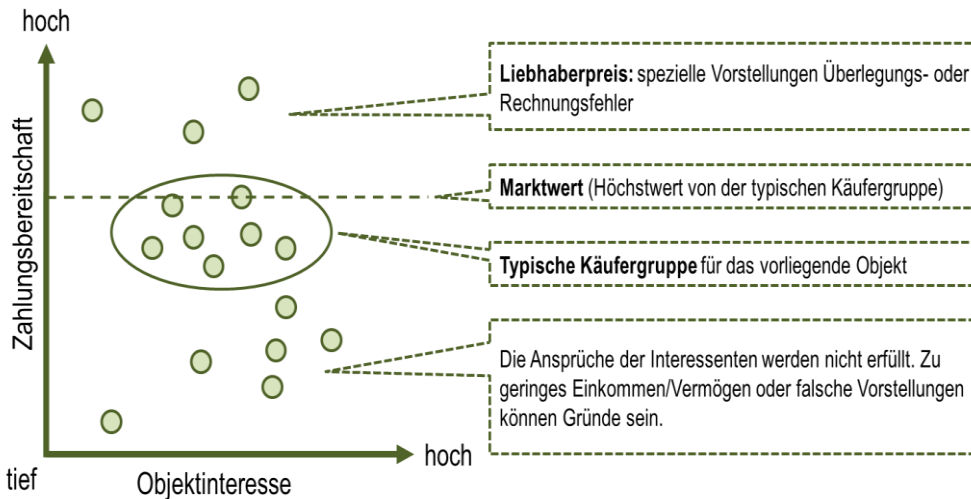 hoch
Zahlungsbereitschaft
Liebhaberpreis: spezielle Vorstellungen Überlegungs- oder
Rechnungsfehler
Marktwert (Höchstwert von der typischen Käufergruppe)
Typische Käufergruppe für das vorliegende Objekt
Die Ansprüche der Interessenten werden nicht erfüllt. Zu
geringes Einkommen/Vermögen oder falsche Vorstellungen
können Gründe sein.
tief
Objektinteresse
hoch